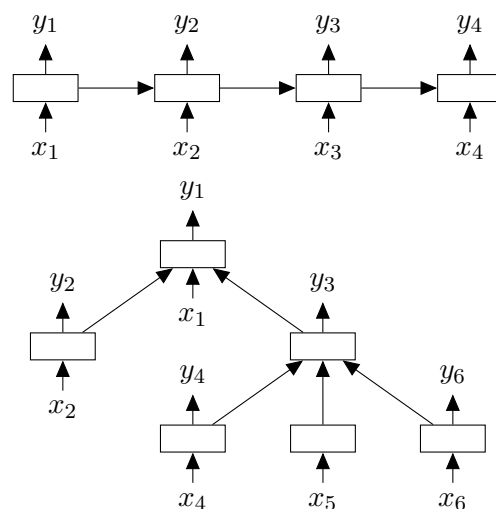 y₁ y₂ y₃ y₄
x₁ x₂ x₃ x₄
y₁
y₂ y₃
x₁
y₄ y₆
x₂
x₄ x₅ x₆